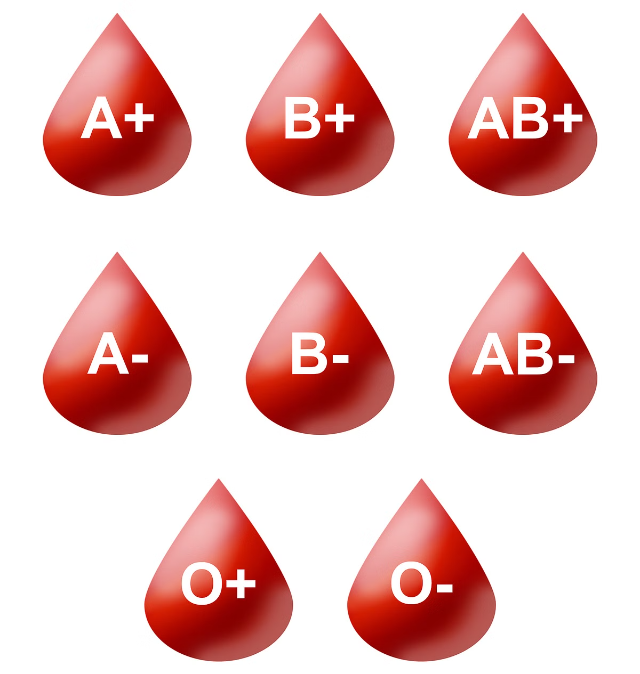 A+ B+ AB+
A- B- AB-
O+ O-